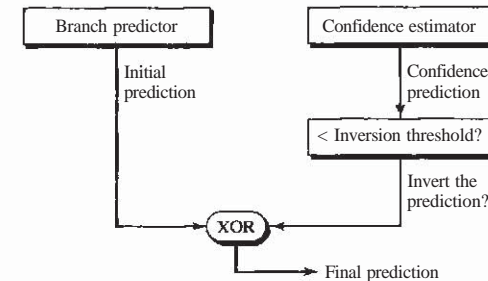 Branch predictor
Confidence estimator
Initial
prediction
Confidence
prediction
< Inversion threshold?
Invert the
prediction?
XOR
Final prediction